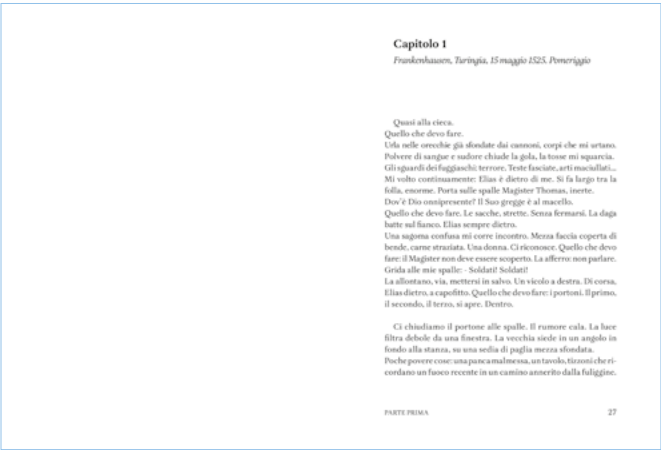 Capitolo 1
Frankenhausen, Turingia, 15 maggio 1525. Pomeriggio
Quasi alla cieca.
Quello che devo fare.
Urla nelle orecchie già sfondate dai cannoni, corpi che mi urtano.
Polvere di sangue e sudore chiude la gola, la tosse mi squarcia.
Gli sguardi dei fuggiaschi: terrore. Teste fasciate, arti maciullati...
Mi volto continuamente: Elias è dietro di me. Si fa largo tra la
folla, enorme. Porta sulle spalle Magister Thomas, inerte.
Dov'è Dio onnipresente? Il Suo gregge è al macello.
Quello che devo fare. Le sacche, strette. Senza fermarsi. La daga
batte sul fianco. Elias sempre dietro.
Una sagoma confusa mi corre incontro. Mezza faccia coperta di
bende, carne straziata. Una donna. Ci riconosce. Quello che devo
fare: il Magister non deve essere scoperto. La afferro: non parlare.
Grida alle mie spalle: - Soldati! Soldati!
La allontano, via, mettersi in salvo. Un vicolo a destra. Di corsa,
Elias dietro, a capofitto. Quello che devo fare: i portoni. Il primo,
il secondo, il terzo, si apre. Dentro.
Ci chiudiamo il portone alle spalle. Il rumore cala. La luce
filtra debole da una finestra. La vecchia siede in un angolo in
fondo alla stanza, su una sedia di paglia mezza sfondata.
Poche povere cose: una panca malmessa, un tavolo, tizzoni che ri-
cordano un fuoco recente in un camino annerito dalla fuliggine.
PARTE PRIMA
27